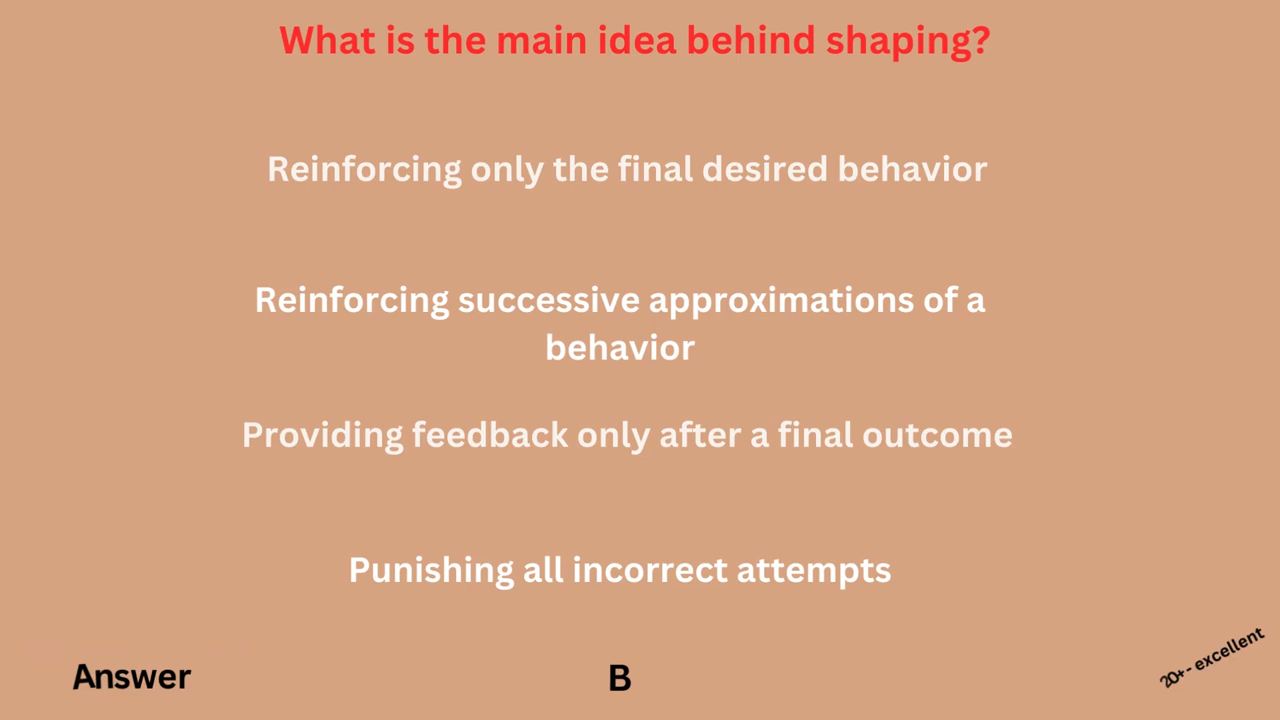 What is the main idea behind shaping?
Reinforcing only the final desired behavior
Reinforcing successive approximations of a
behavior
Providing feedback only after a final outcome
Punishing all incorrect attempts
Answer
B
20+- excellent